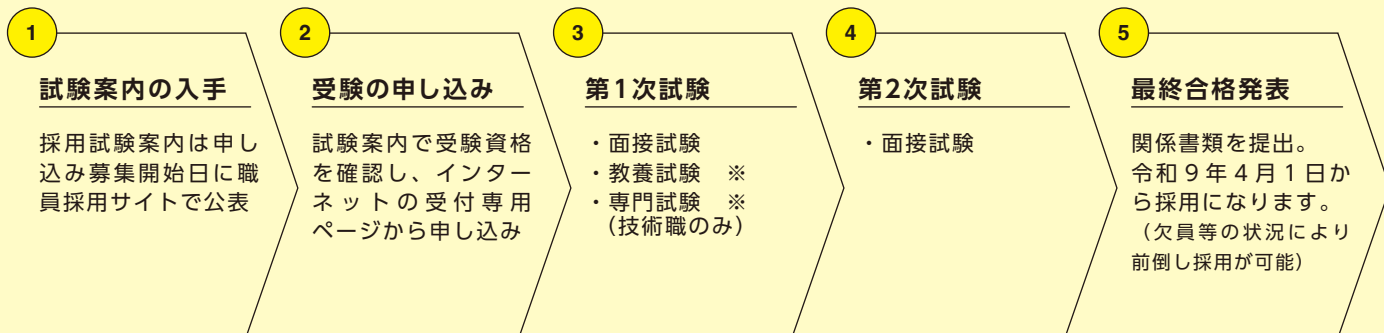 1
試験案内の入手
採用試験案内は申し
込み募集開始日に職
員採用サイトで公表
2
受験の申し込み
試験案内で受験資格
を確認し、インター
ネットの受付専用
ページから申し込み
3
第1次試験
・面接試験
・教養試験　※
・専門試験　※
（技術職のみ）
4
第2次試験
・面接試験
5
最終合格発表
関係書類を提出。
令和９年４月１日か
ら採用になります。
（欠員等の状況により
前倒し採用が可能）